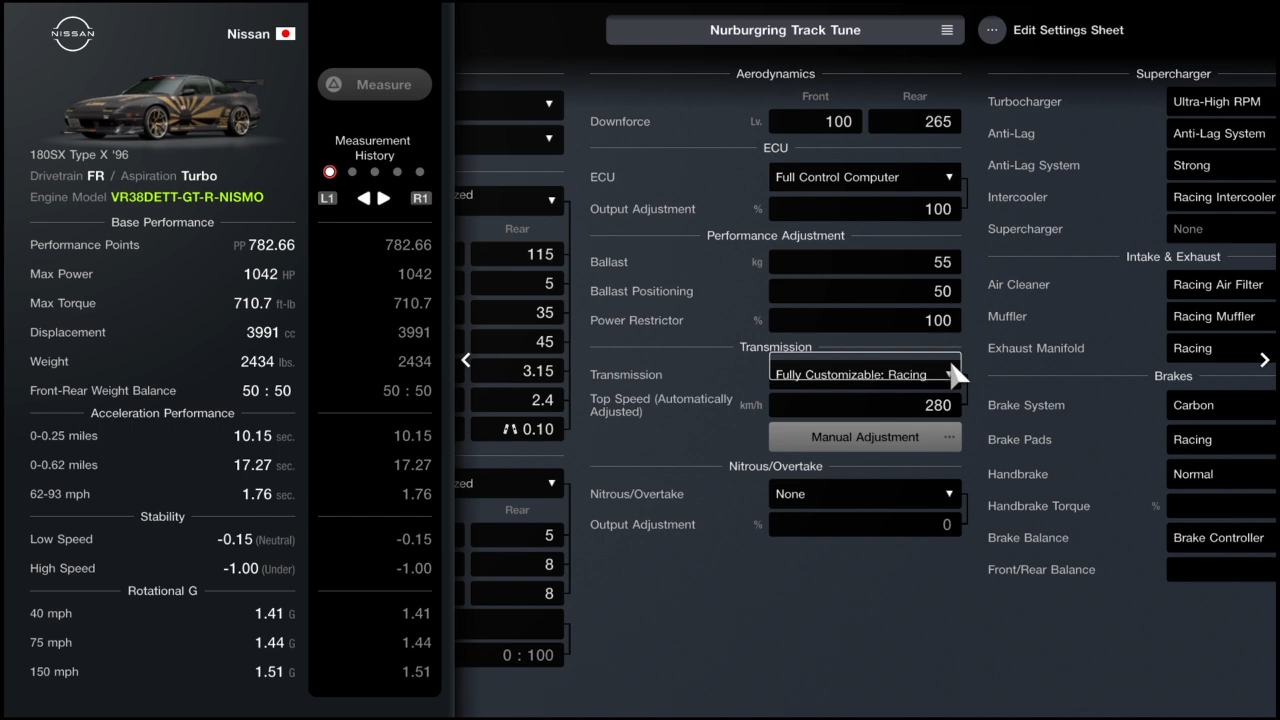 NISSAN
Nissan
180SX Type X '96
Drivetrain FR / Aspiration Turbo
Engine Model VR38DETT-GT-R-NISMO
Base Performance
Performance Points PP 782.66
Max Power 1042 HP
Max Torque 710.7 ft-lb
Displacement 3991 cc
Weight 2434 lbs.
Front-Rear Weight Balance 50 : 50
Acceleration Performance
0-0.25 miles 10.15 sec.
0-0.62 miles 17.27 sec.
62-93 mph 1.76 sec.
Stability
Low Speed -0.15 (Neutral)
High Speed -1.00 (Under)
Rotational G
40 mph 1.41 G
75 mph 1.44 G
150 mph 1.51 G
Measure
Measurement
History
L1 R1
782.66
1042
710.7
3991
2434
50 : 50
10.15
17.27
1.76
-0.15
-1.00
1.41
1.44
1.51
zed
Rear
115
5
35
45
3.15
2.4
0.10
zed
Rear
5
8
8
0 : 100
Nurburgring Track Tune
... Edit Settings Sheet
Aerodynamics
Front Rear
Downforce Lv. 100 265
ECU
ECU Full Control Computer
Output Adjustment % 100
Performance Adjustment
Ballast kg 55
Ballast Positioning 50
Power Restrictor % 100
Transmission
Transmission Fully Customizable: Racing
Top Speed (Automatically
Adjusted) km/h 280
Manual Adjustment ...
Nitrous/Overtake
Nitrous/Overtake None
Output Adjustment % 0
Supercharger
Turbocharger Ultra-High RPM
Anti-Lag Anti-Lag System
Anti-Lag System Strong
Intercooler Racing Intercooler
Supercharger None
Intake & Exhaust
Air Cleaner Racing Air Filter
Muffler Racing Muffler
Exhaust Manifold Racing
Brakes
Brake System Carbon
Brake Pads Racing
Handbrake Normal
Handbrake Torque %
Brake Balance Brake Controller
Front/Rear Balance